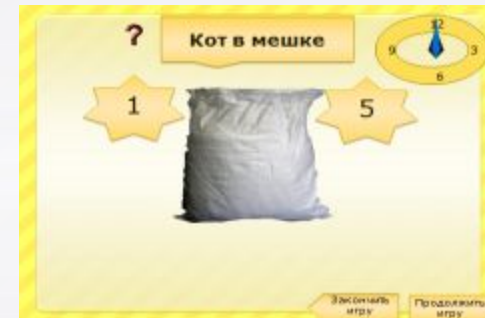 ?
Кот в мешке
12
9
3
6
1
5
Закончить
игру
Продолжить
игру